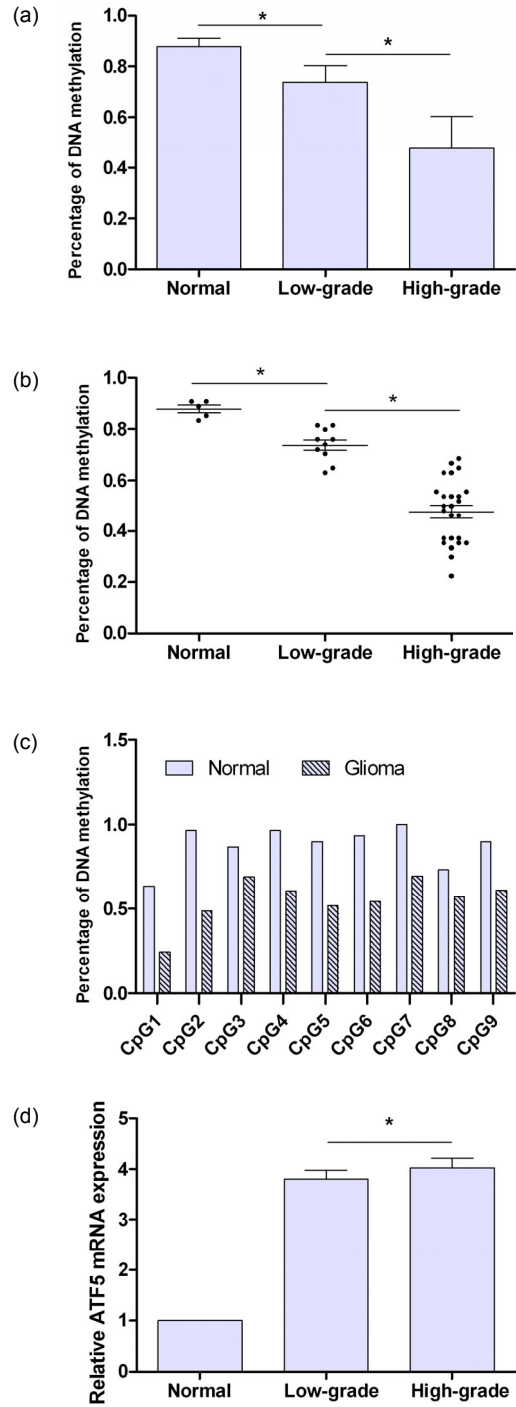 (a)
Percentage of DNA methylation
1.0
0.8
0.6
0.4
0.2
0.0
*
*
Normal Low-grade High-grade
(b)
Percentage of DNA methylation
1.0
0.8
0.6
0.4
0.2
0.0
*
*
Normal Low-grade High-grade
(c)
Percentage of DNA methylation
1.5
1.0
0.5
0.0
Normal Glioma
CpG1 CpG2 CpG3 CpG4 CpG5 CpG6 CpG7 CpG8 CpG9
(d)
Relative ATF5 mRNA expression
5
4
3
2
1
0
*
Normal Low-grade High-grade